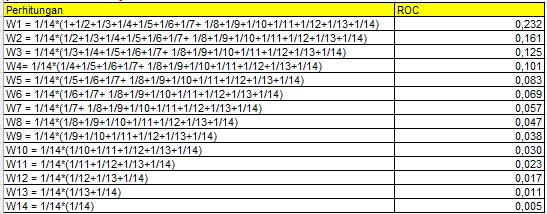 Perhitungan ROC
W1 = 1/14*(1+1/2+1/3+1/4+1/5+1/6+1/7+ 1/8+1/9+1/10+1/11+1/12+1/13+1/14) 0,232
W2 = 1/14*(1/2+1/3+1/4+1/5+1/6+1/7+ 1/8+1/9+1/10+1/11+1/12+1/13+1/14) 0,161
W3 = 1/14*(1/3+1/4+1/5+1/6+1/7+ 1/8+1/9+1/10+1/11+1/12+1/13+1/14) 0,125
W4= 1/14*(1/4+1/5+1/6+1/7+ 1/8+1/9+1/10+1/11+1/12+1/13+1/14) 0,101
W5 = 1/14*(1/5+1/6+1/7+ 1/8+1/9+1/10+1/11+1/12+1/13+1/14) 0,083
W6 = 1/14*(1/6+1/7+ 1/8+1/9+1/10+1/11+1/12+1/13+1/14) 0,069
W7 = 1/14*(1/7+ 1/8+1/9+1/10+1/11+1/12+1/13+1/14) 0,057
W8 = 1/14*(1/8+1/9+1/10+1/11+1/12+1/13+1/14) 0,047
W9 = 1/14*(1/9+1/10+1/11+1/12+1/13+1/14) 0,038
W10 = 1/14*(1/10+1/11+1/12+1/13+1/14) 0,030
W11 = 1/14*(1/11+1/12+1/13+1/14) 0,023
W12 = 1/14*(1/12+1/13+1/14) 0,017
W13 = 1/14*(1/13+1/14) 0,011
W14 = 1/14*(1/14) 0,005